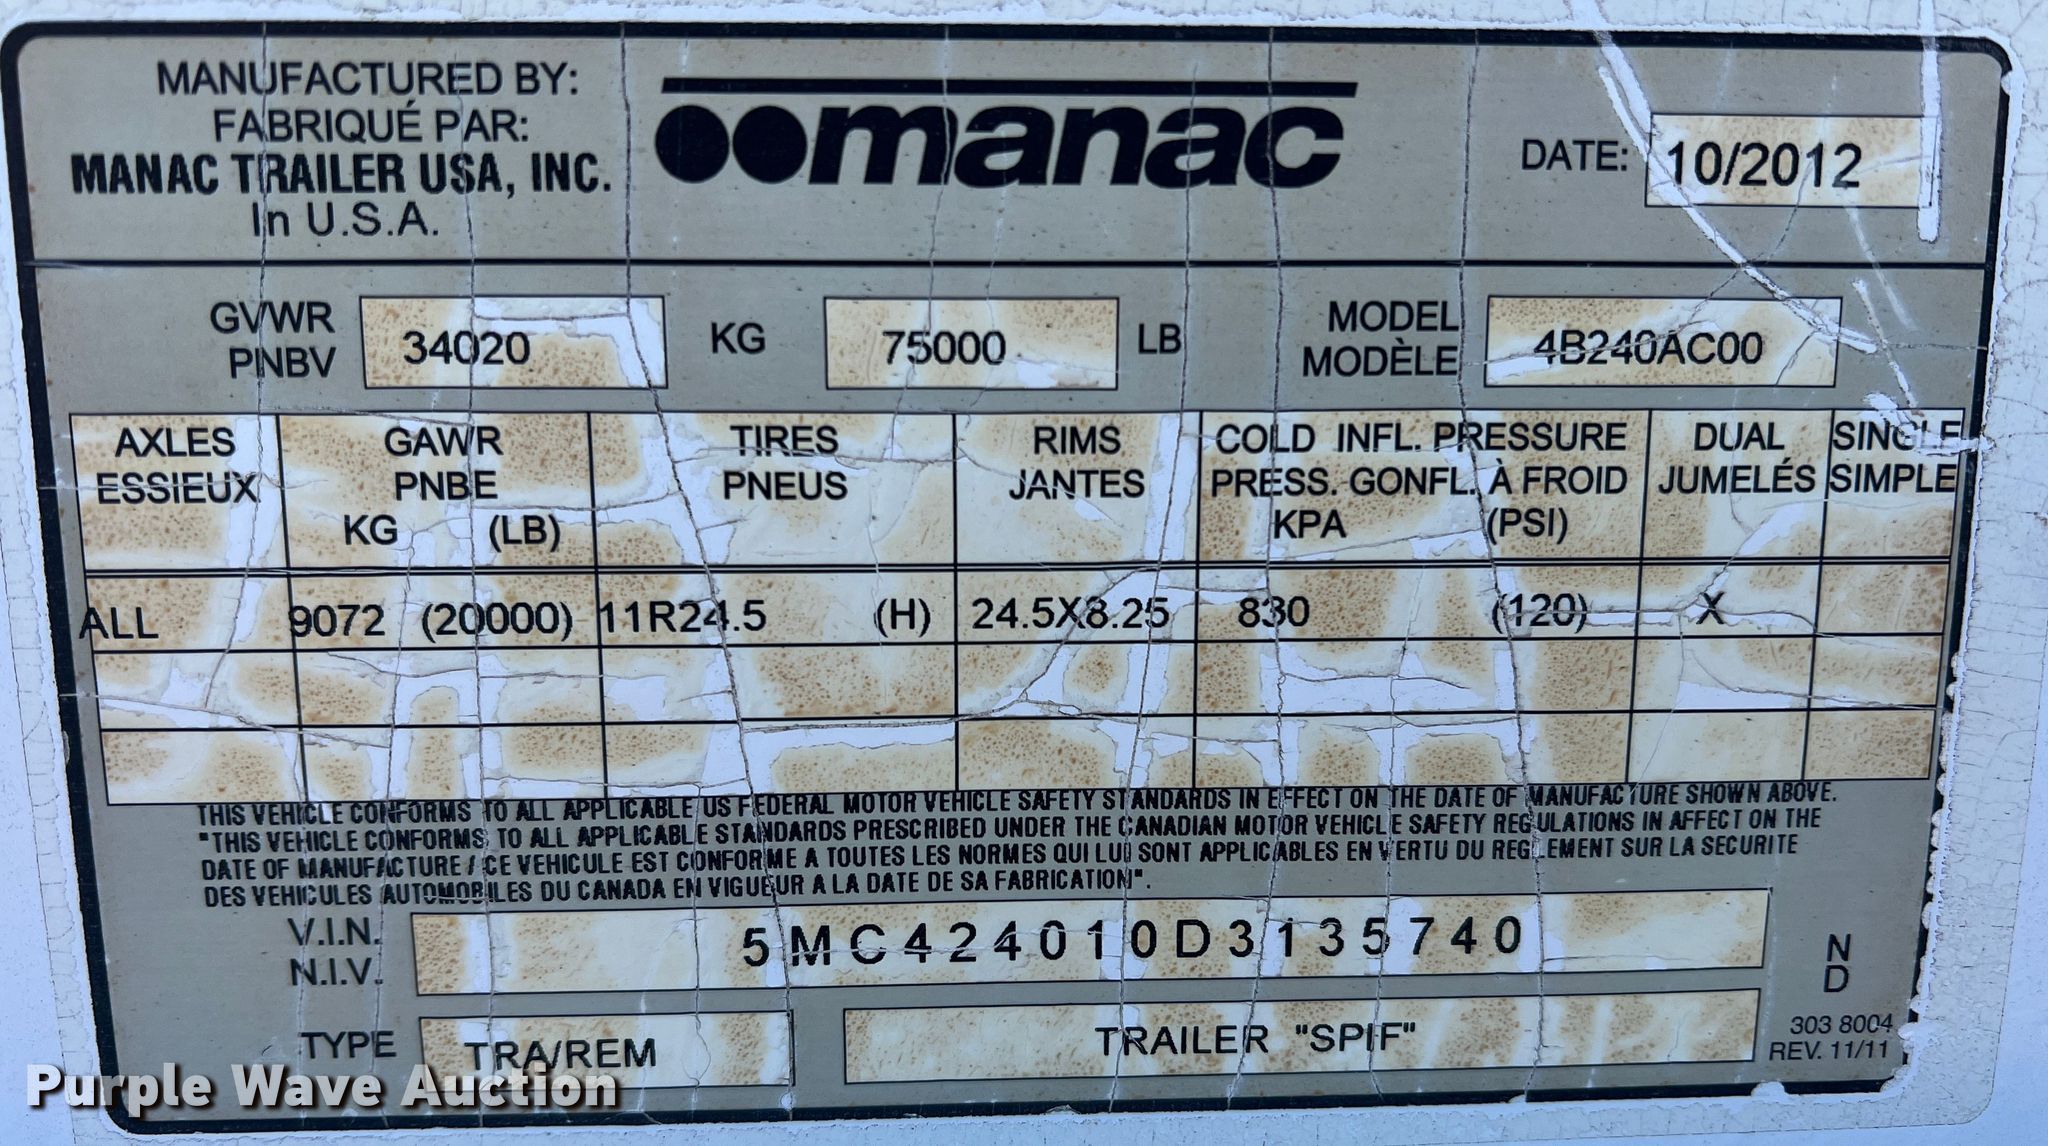 MANUFACTURED BY:
FABRIQUÉ PAR:
MANAC TRAILER USA, INC.
In U.S.A.
manac
DATE: 10/2012
GVWR
PNBV
34020 KG 75000 LB
MODEL
MODÈLE
4B240AC00
AXLES GAWR TIRES RIMS COLD INFL. PRESSURE DUAL SINGLE
ESSIEUX PNBE PNEUS JANTES PRESS. GONFL. À FROID JUMELÉS SIMPLE
KG (LB) KPA (PSI)
ALL 9072 (20000) 11R24.5 (H) 24.5X8.25 830 (120) X
THIS VEHICLE CONFORMS TO ALL APPLICABLE US FEDERAL MOTOR VEHICLE SAFETY STANDARDS IN EFFECT ON THE DATE OF MANUFACTURE SHOWN ABOVE.
"THIS VEHICLE CONFORMS TO ALL APPLICABLE STANDARDS PRESCRIBED UNDER THE CANADIAN MOTOR VEHICLE SAFETY REGULATIONS IN AFFECT ON THE
DATE OF MANUFACTURE / CE VEHICULE EST CONFORME A TOUTES LES NORMES QUI LUI SONT APPLICABLES EN VERTU DU REGLEMENT SUR LA SECURITE
DES VEHICULES AUTOMOBILES DU CANADA EN VIGUEUR A LA DATE DE SA FABRICATION".
V.I.N.
N.I.V.
5MC424010D3135740
N
D
TYPE TRA/REM TRAILER "SPIF"
303 8004
REV. 11/11
Purple Wave Auction